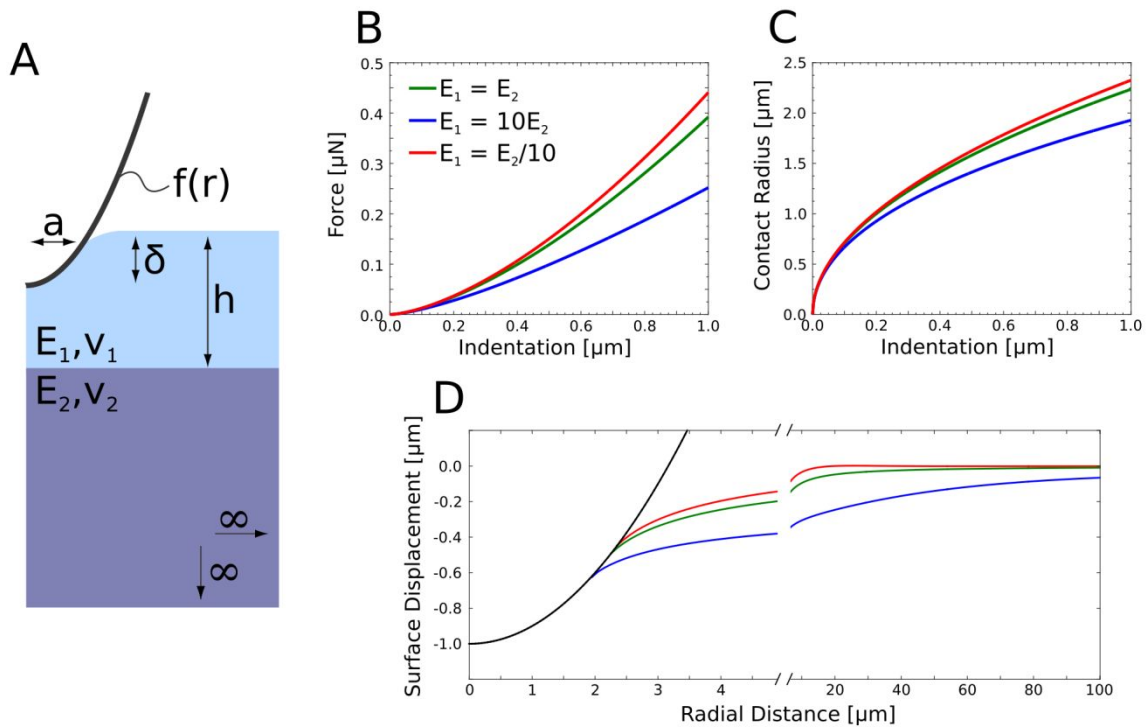 A
a
δ
f(r)
h
E₁,ν₁
E₂,ν₂
∞
∞
B
Force [µN]
0.5
0.4
0.3
0.2
0.1
0.0
E₁ = E₂
E₁ = 10E₂
E₁ = E₂/10
0.0 0.2 0.4 0.6 0.8 1.0
Indentation [µm]
C
Contact Radius [µm]
2.5
2.0
1.5
1.0
0.5
0.0
0.0 0.2 0.4 0.6 0.8 1.0
Indentation [µm]
D
Surface Displacement [µm]
0.0
-0.2
-0.4
-0.6
-0.8
-1.0
0 1 2 3 4 20 40 60 80 100
Radial Distance [µm]